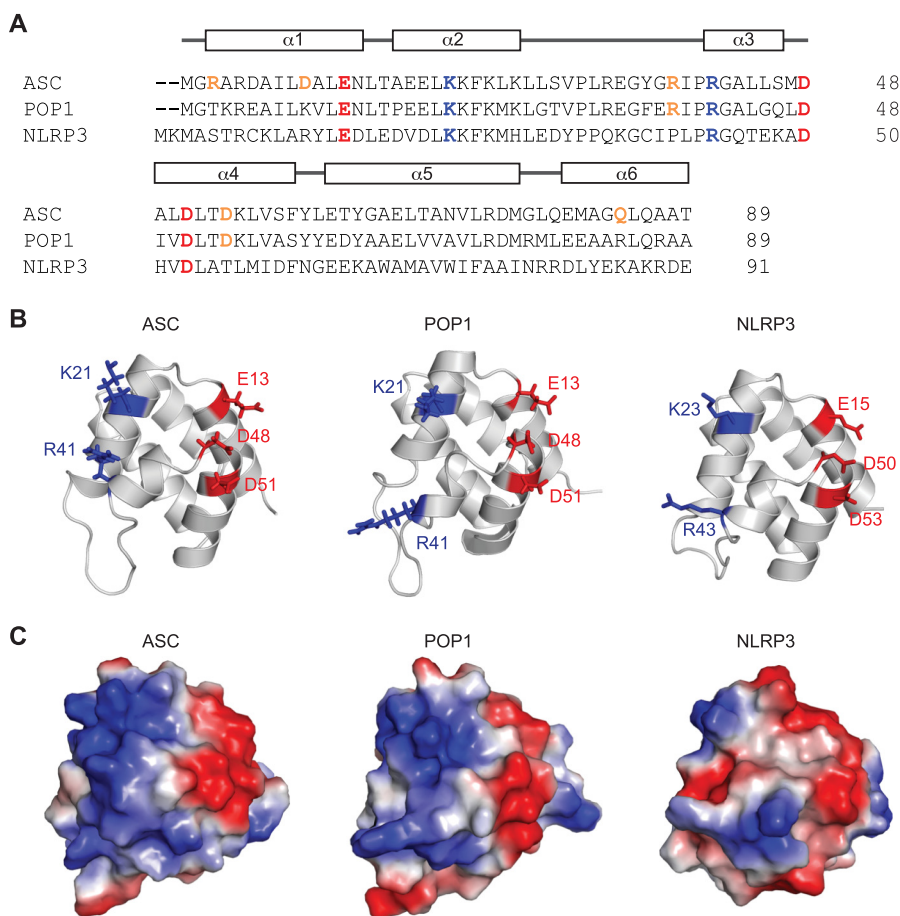 A
α1 α2 α3
ASC --MGRARDAILDALENLTAEELKKFKLKLLSVPLREGYGRIPRGALLSMD 48
POP1 --MGTKREAILKVLENLTPEELKKFKMKLGTVPLREGFERIPRGALGQLD 48
NLRP3 MKMASTRCKLARYLEDLEDVDLKKFKMHLEDYPPQKGCIPLPRGQTEKAD 50
α4 α5 α6
ASC ALDLTDKLVSFYLETYGAELTANVLRDMGLQEMAGQLQAAT 89
POP1 IVDLTDKLVASYYEDYAAELVVAVLRDMRMLEEAARLQRAA 89
NLRP3 HVDLATLMIDFNGEEKAWAMAVWIFAAINRRDLYEKAKRDE 91
B
ASC POP1 NLRP3
K21 E13 K21 E13 K23 E15
R41 D48 D48 D50
D51 R41 D51 R43 D53
C
ASC POP1 NLRP3